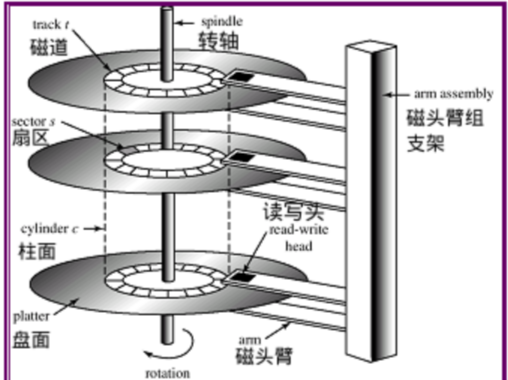 track t
磁道
spindle
转轴
arm assembly
磁头臂组
支架
sector s
扇区
读写头
read-write
head
cylinder c
柱面
platter
盘面
arm
磁头臂
rotation